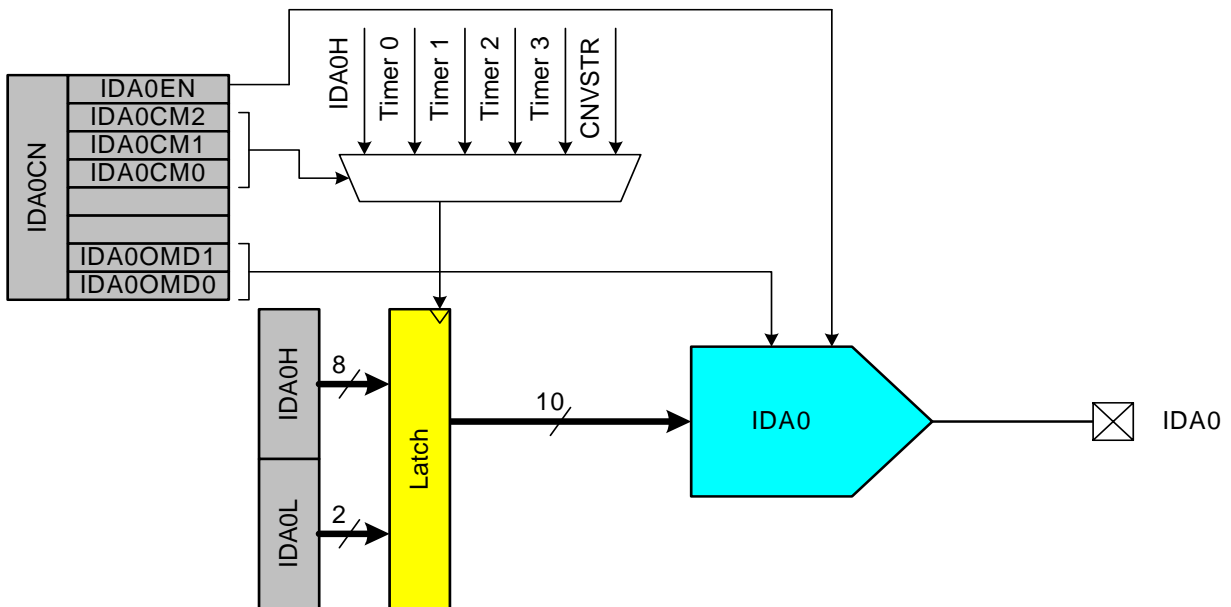 IDA0CN
IDA0EN
IDA0CM2
IDA0CM1
IDA0CM0
IDA0OMD1
IDA0OMD0
IDA0H
Timer 0
Timer 1
Timer 2
Timer 3
CNVSTR
IDA0H
8
IDA0L
2
Latch
10
IDA0
IDA0